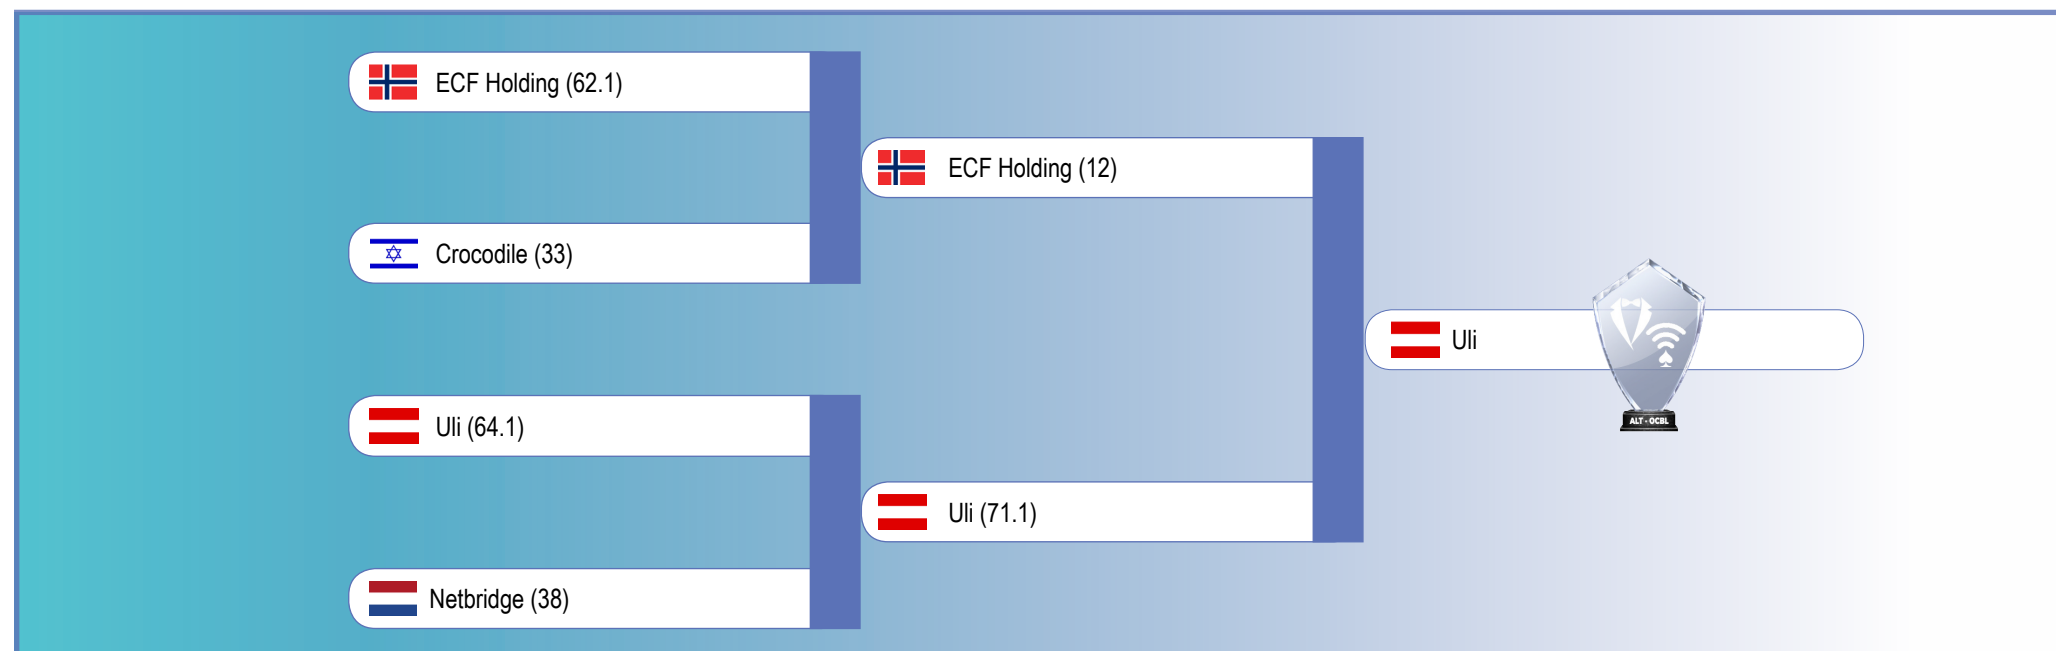 ECF Holding (62.1)
Crocodile (33)
Uli (64.1)
Netbridge (38)
ECF Holding (12)
Uli (71.1)
Uli
ALT - OCBL